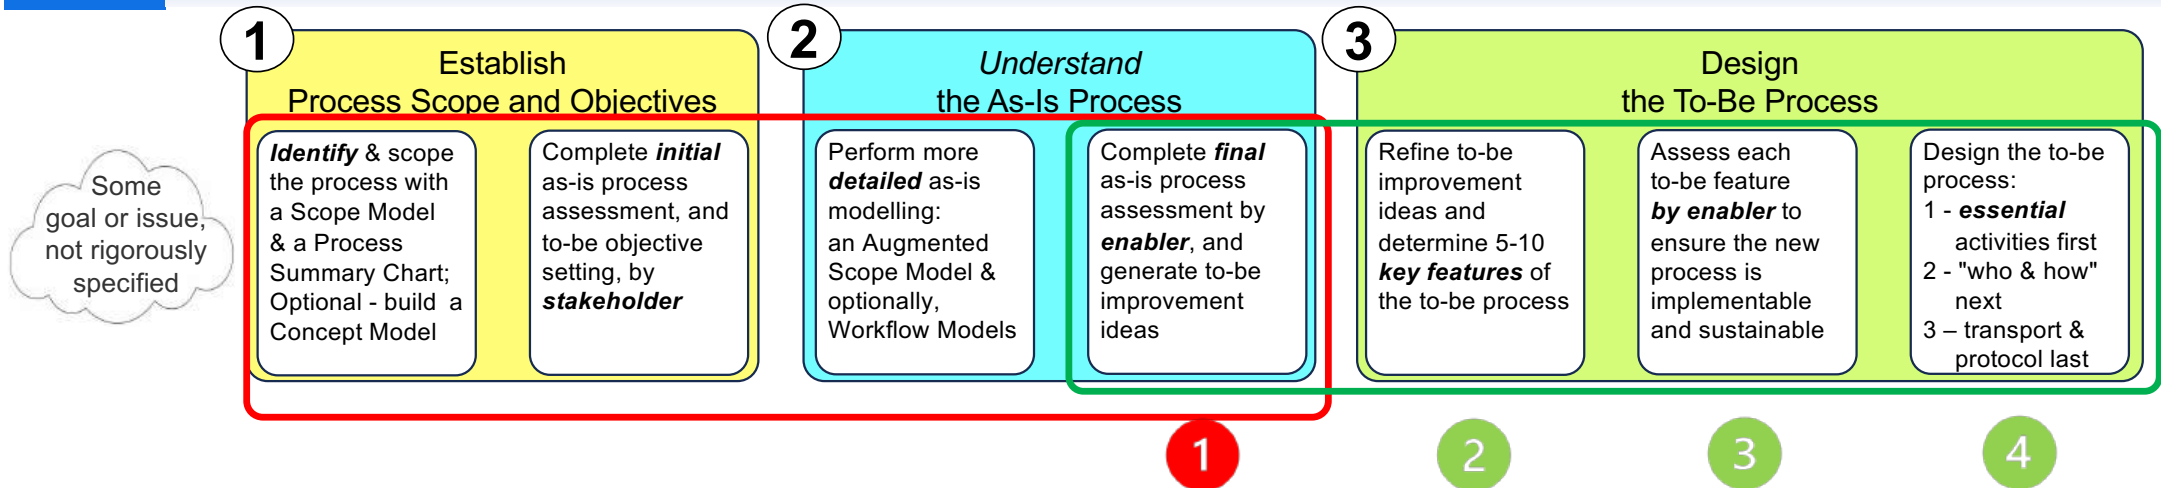 1
Establish
Process Scope and Objectives
2
Understand
the As-Is Process
3
Design
the To-Be Process
Some
goal or issue,
not rigorously
specified
Identify & scope
the process with
a Scope Model
& a Process
Summary Chart;
Optional - build a
Concept Model
Complete initial
as-is process
assessment, and
to-be objective
setting, by
stakeholder
Perform more
detailed as-is
modelling:
an Augmented
Scope Model &
optionally,
Workflow Models
Complete final
as-is process
assessment by
enabler, and
generate to-be
improvement
ideas
Refine to-be
improvement
ideas and
determine 5-10
key features of
the to-be process
Assess each
to-be feature
by enabler to
ensure the new
process is
implementable
and sustainable
Design the to-be
process:
1 - essential
activities first
2 - "who & how"
next
3 – transport &
protocol last
1
2
3
4